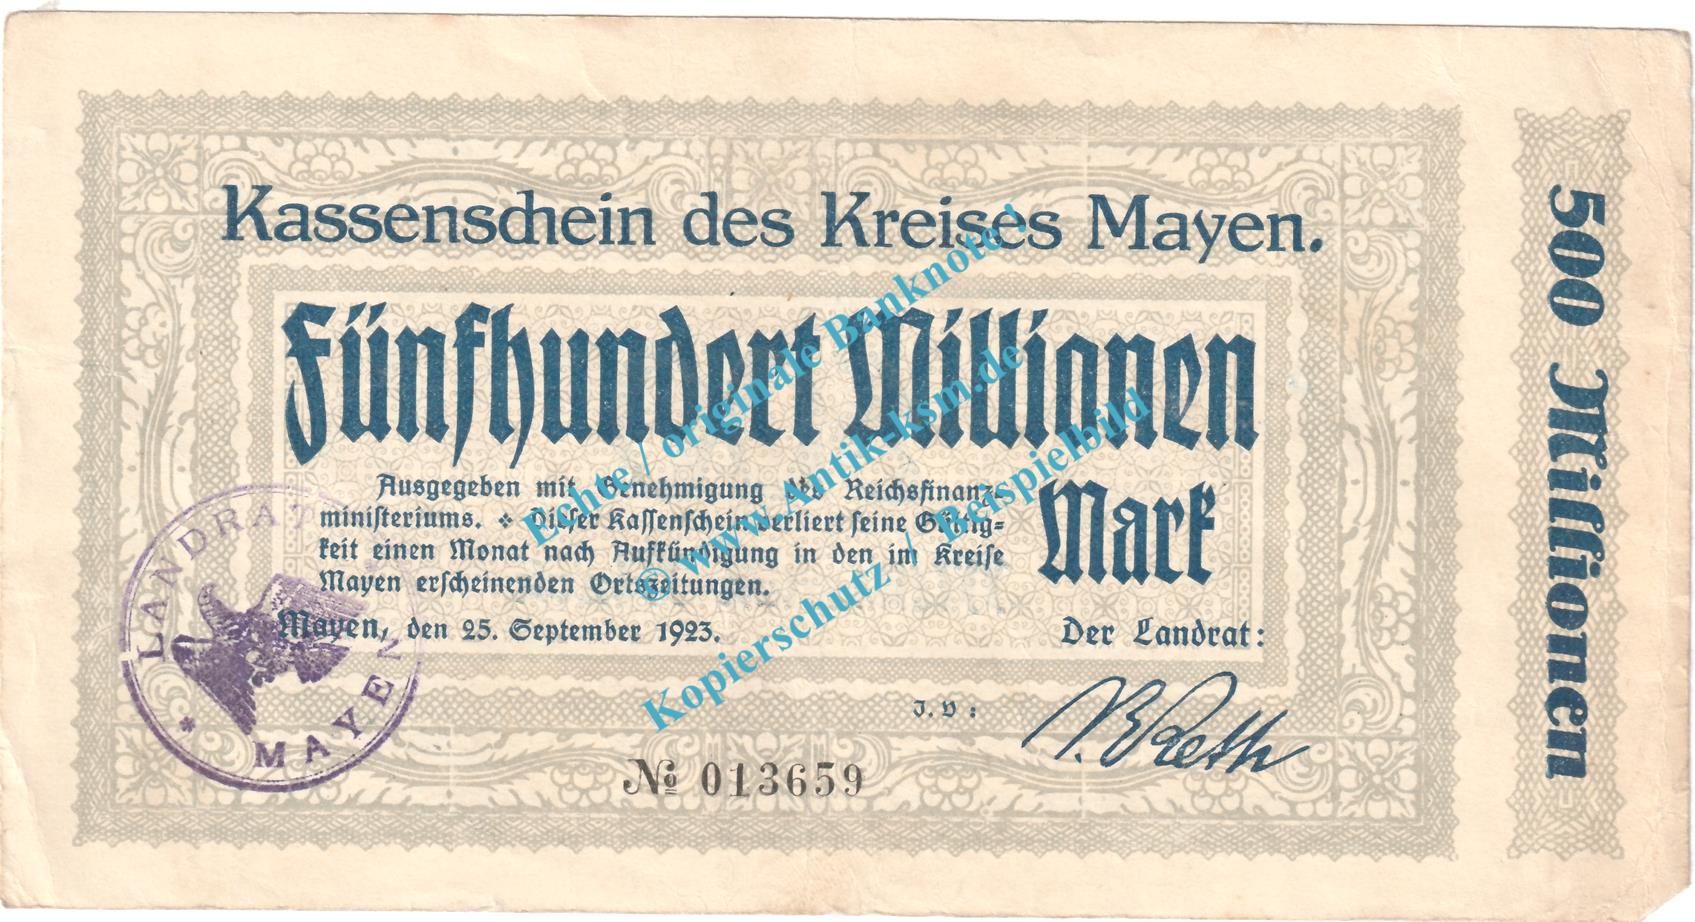 Kassenschein des Kreises Mayen.
Fünfhundert Millionen
Mark
Ausgegeben mit Genehmigung des Reichsfinanz=
ministeriums. Dieser Kassenschein verliert seine Gültig=
keit einen Monat nach Aufkündigung in den im Kreise
Mayen erscheinenden Ortszeitungen.
Mayen, den 25. September 1923.
Der Landrat:
J. V:
№ 013659
500 Millionen
LANDRAT
* MAYEN
Echte / originale Banknote !
© www.Antik-ksm.de
Kopierschutz / Beispielbild